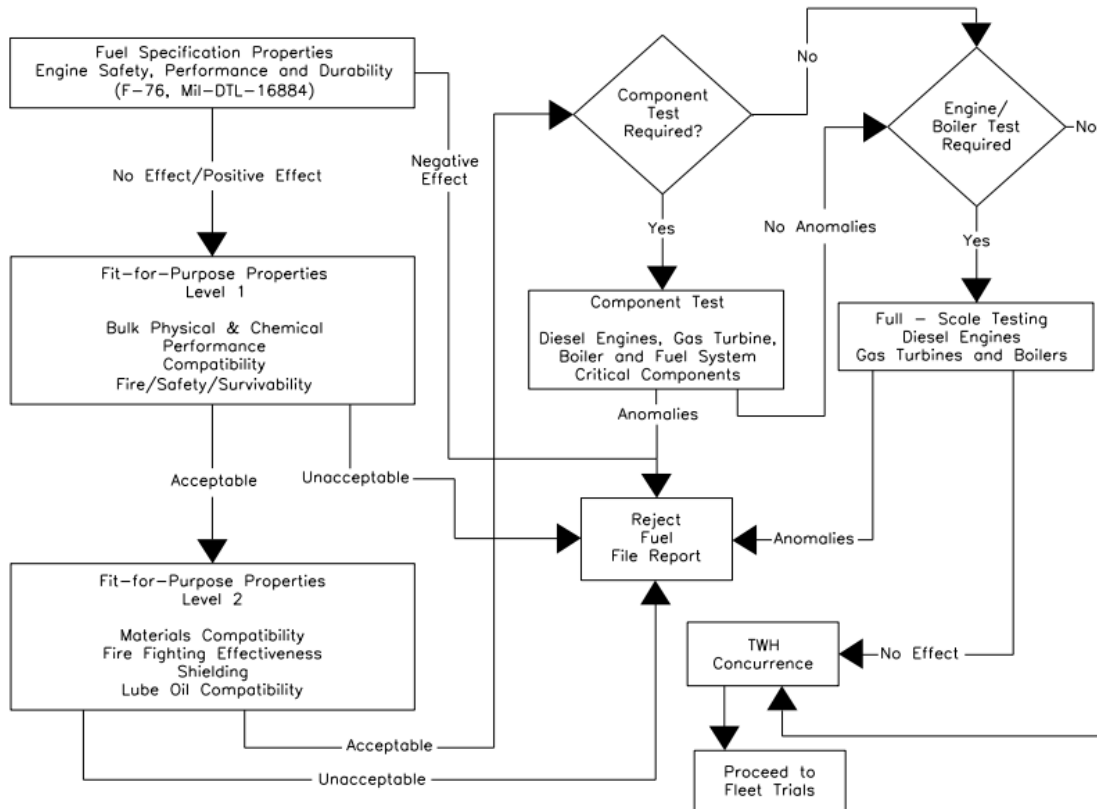 Fuel Specification Properties
Engine Safety, Performance and Durability
(F-76, Mil-DTL-16884)
No Effect/Positive Effect
Negative
Effect
Fit-for-Purpose Properties
Level 1
Bulk Physical & Chemical
Performance
Compatibility
Fire/Safety/Survivability
Acceptable
Unacceptable
Fit-for-Purpose Properties
Level 2
Materials Compatibility
Fire Fighting Effectiveness
Shielding
Lube Oil Compatibility
Acceptable
Unacceptable
Component
Test
Required?
No
Yes
Component Test
Diesel Engines, Gas Turbine,
Boiler and Fuel System
Critical Components
Anomalies
No Anomalies
Engine/
Boiler Test
Required
No
Yes
Full - Scale Testing
Diesel Engines
Gas Turbines and Boilers
Anomalies
No Effect
Reject
Fuel
File Report
TWH
Concurrence
Proceed to
Fleet Trials